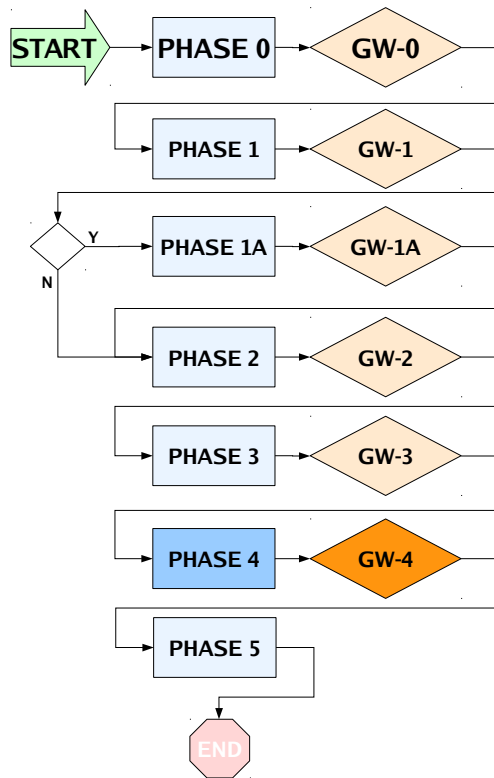 START
PHASE 0
GW-0
PHASE 1
GW-1
Y
PHASE 1A
GW-1A
N
PHASE 2
GW-2
PHASE 3
GW-3
PHASE 4
GW-4
PHASE 5
END